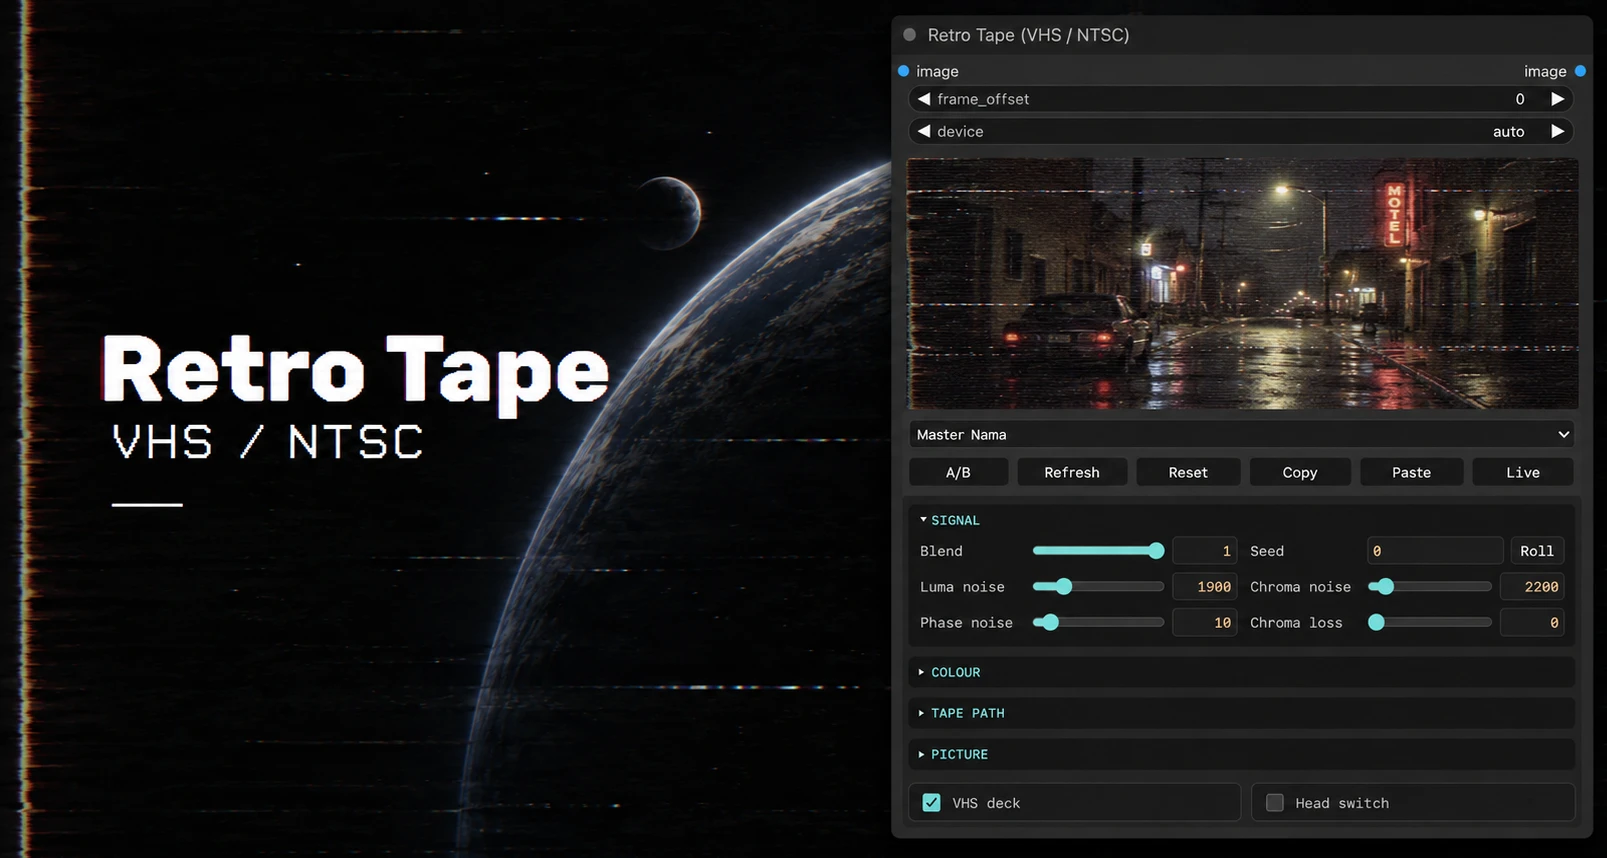 Retro Tape
VHS / NTSC
Retro Tape (VHS / NTSC)
image image
frame_offset 0
device auto
MOTEL
Master Nama
A/B Refresh Reset Copy Paste Live
SIGNAL
Blend 1 Seed 0 Roll
Luma noise 1900 Chroma noise 2200
Phase noise 10 Chroma loss 0
COLOUR
TAPE PATH
PICTURE
VHS deck Head switch